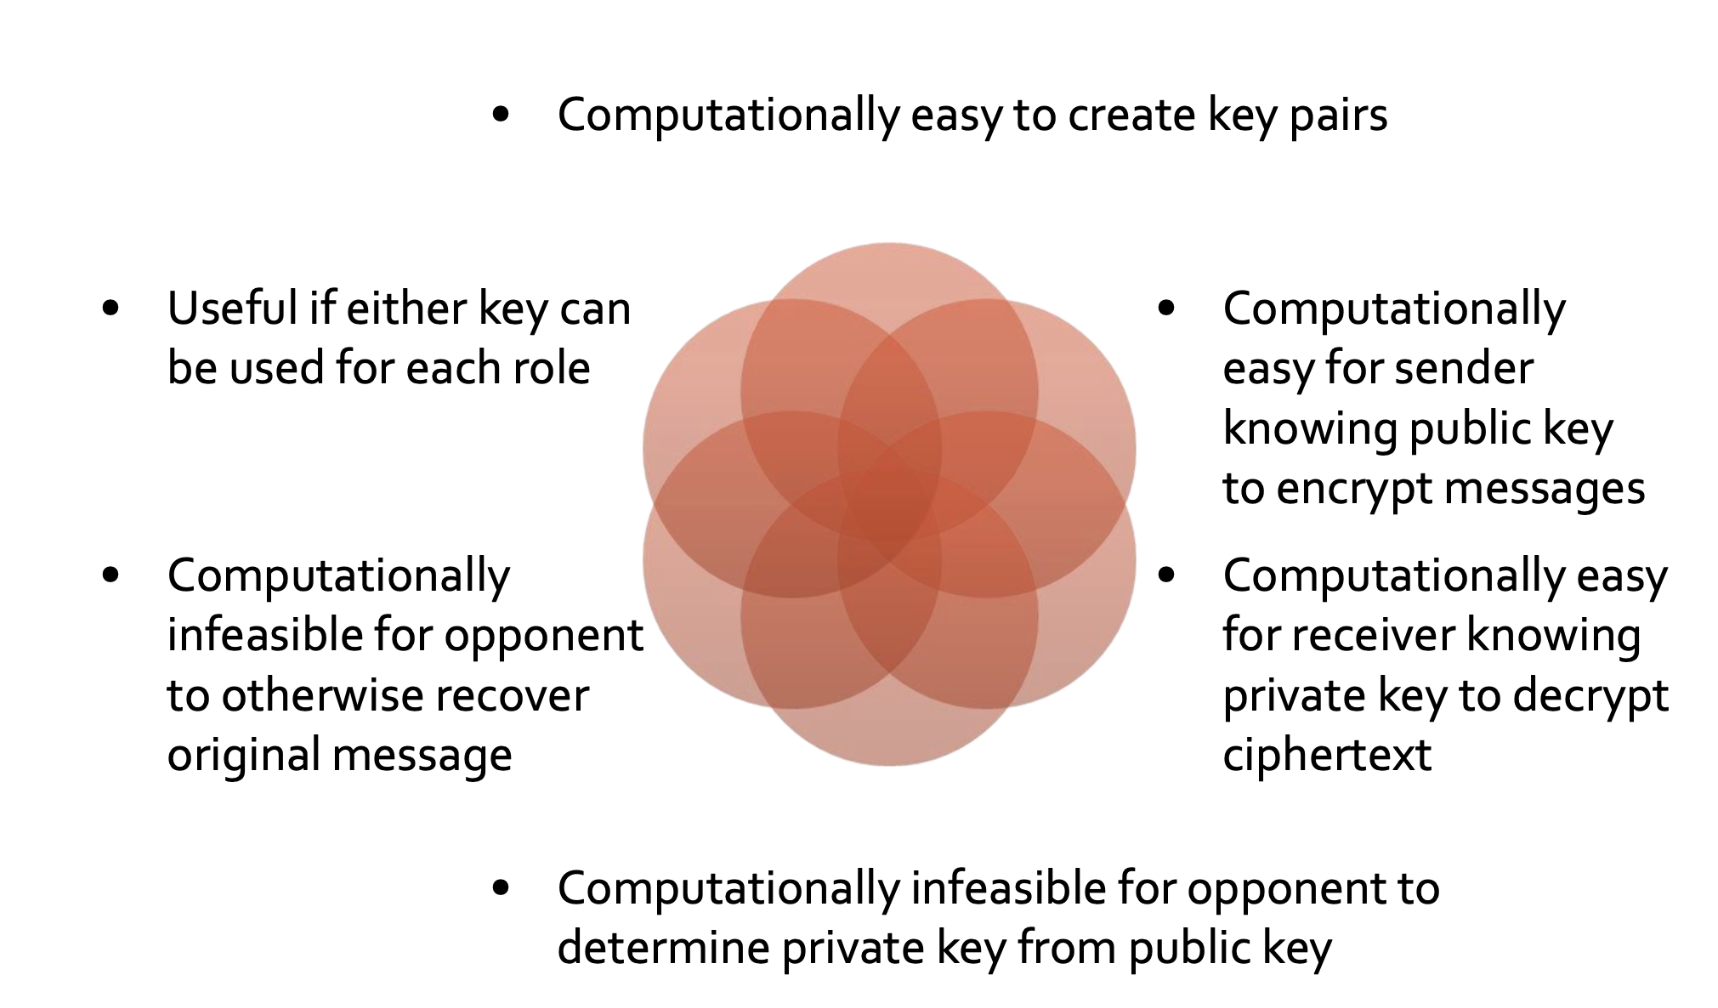 • Computationally easy to create key pairs
• Useful if either key can
be used for each role
• Computationally
easy for sender
knowing public key
to encrypt messages
• Computationally
infeasible for opponent
to otherwise recover
original message
• Computationally easy
for receiver knowing
private key to decrypt
ciphertext
• Computationally infeasible for opponent to
determine private key from public key